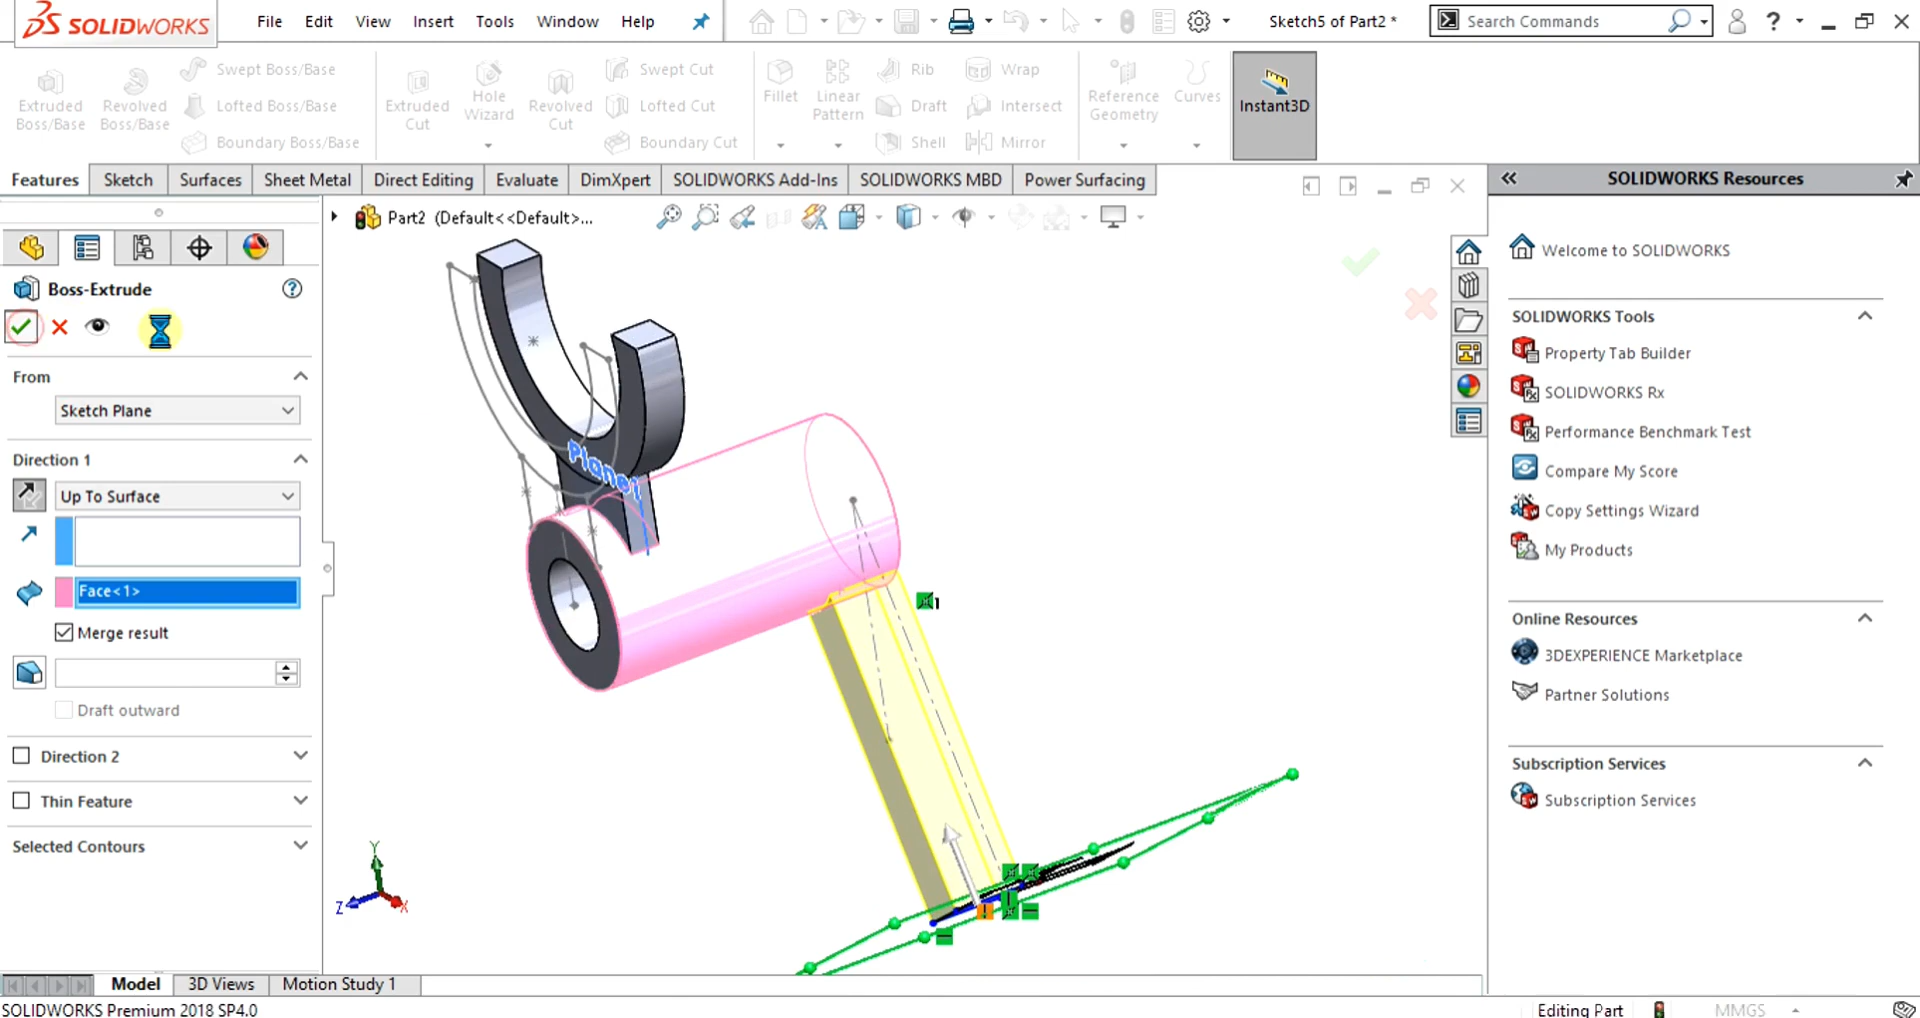 SOLIDWORKS File Edit View Insert Tools Window Help Sketch5 of Part2 * Search Commands ?
Extruded Boss/Base
Revolved Boss/Base
Swept Boss/Base
Lofted Boss/Base
Boundary Boss/Base
Extruded Cut
Hole Wizard
Revolved Cut
Swept Cut
Lofted Cut
Boundary Cut
Fillet
Linear Pattern
Rib
Draft
Shell
Wrap
Intersect
Mirror
Reference Geometry
Curves
Instant3D
Features Sketch Surfaces Sheet Metal Direct Editing Evaluate DimXpert SOLIDWORKS Add-Ins SOLIDWORKS MBD Power Surfacing
Part2 (Default<<Default>...
Boss-Extrude
From
Sketch Plane
Direction 1
Up To Surface
Face<1>
Merge result
Draft outward
Direction 2
Thin Feature
Selected Contours
Plane1
1
Y
Z
X
SOLIDWORKS Resources
Welcome to SOLIDWORKS
SOLIDWORKS Tools
Property Tab Builder
SOLIDWORKS Rx
Performance Benchmark Test
Compare My Score
Copy Settings Wizard
My Products
Online Resources
3DEXPERIENCE Marketplace
Partner Solutions
Subscription Services
Subscription Services
Model 3D Views Motion Study 1
SOLIDWORKS Premium 2018 SP4.0 Editing Part MMGS